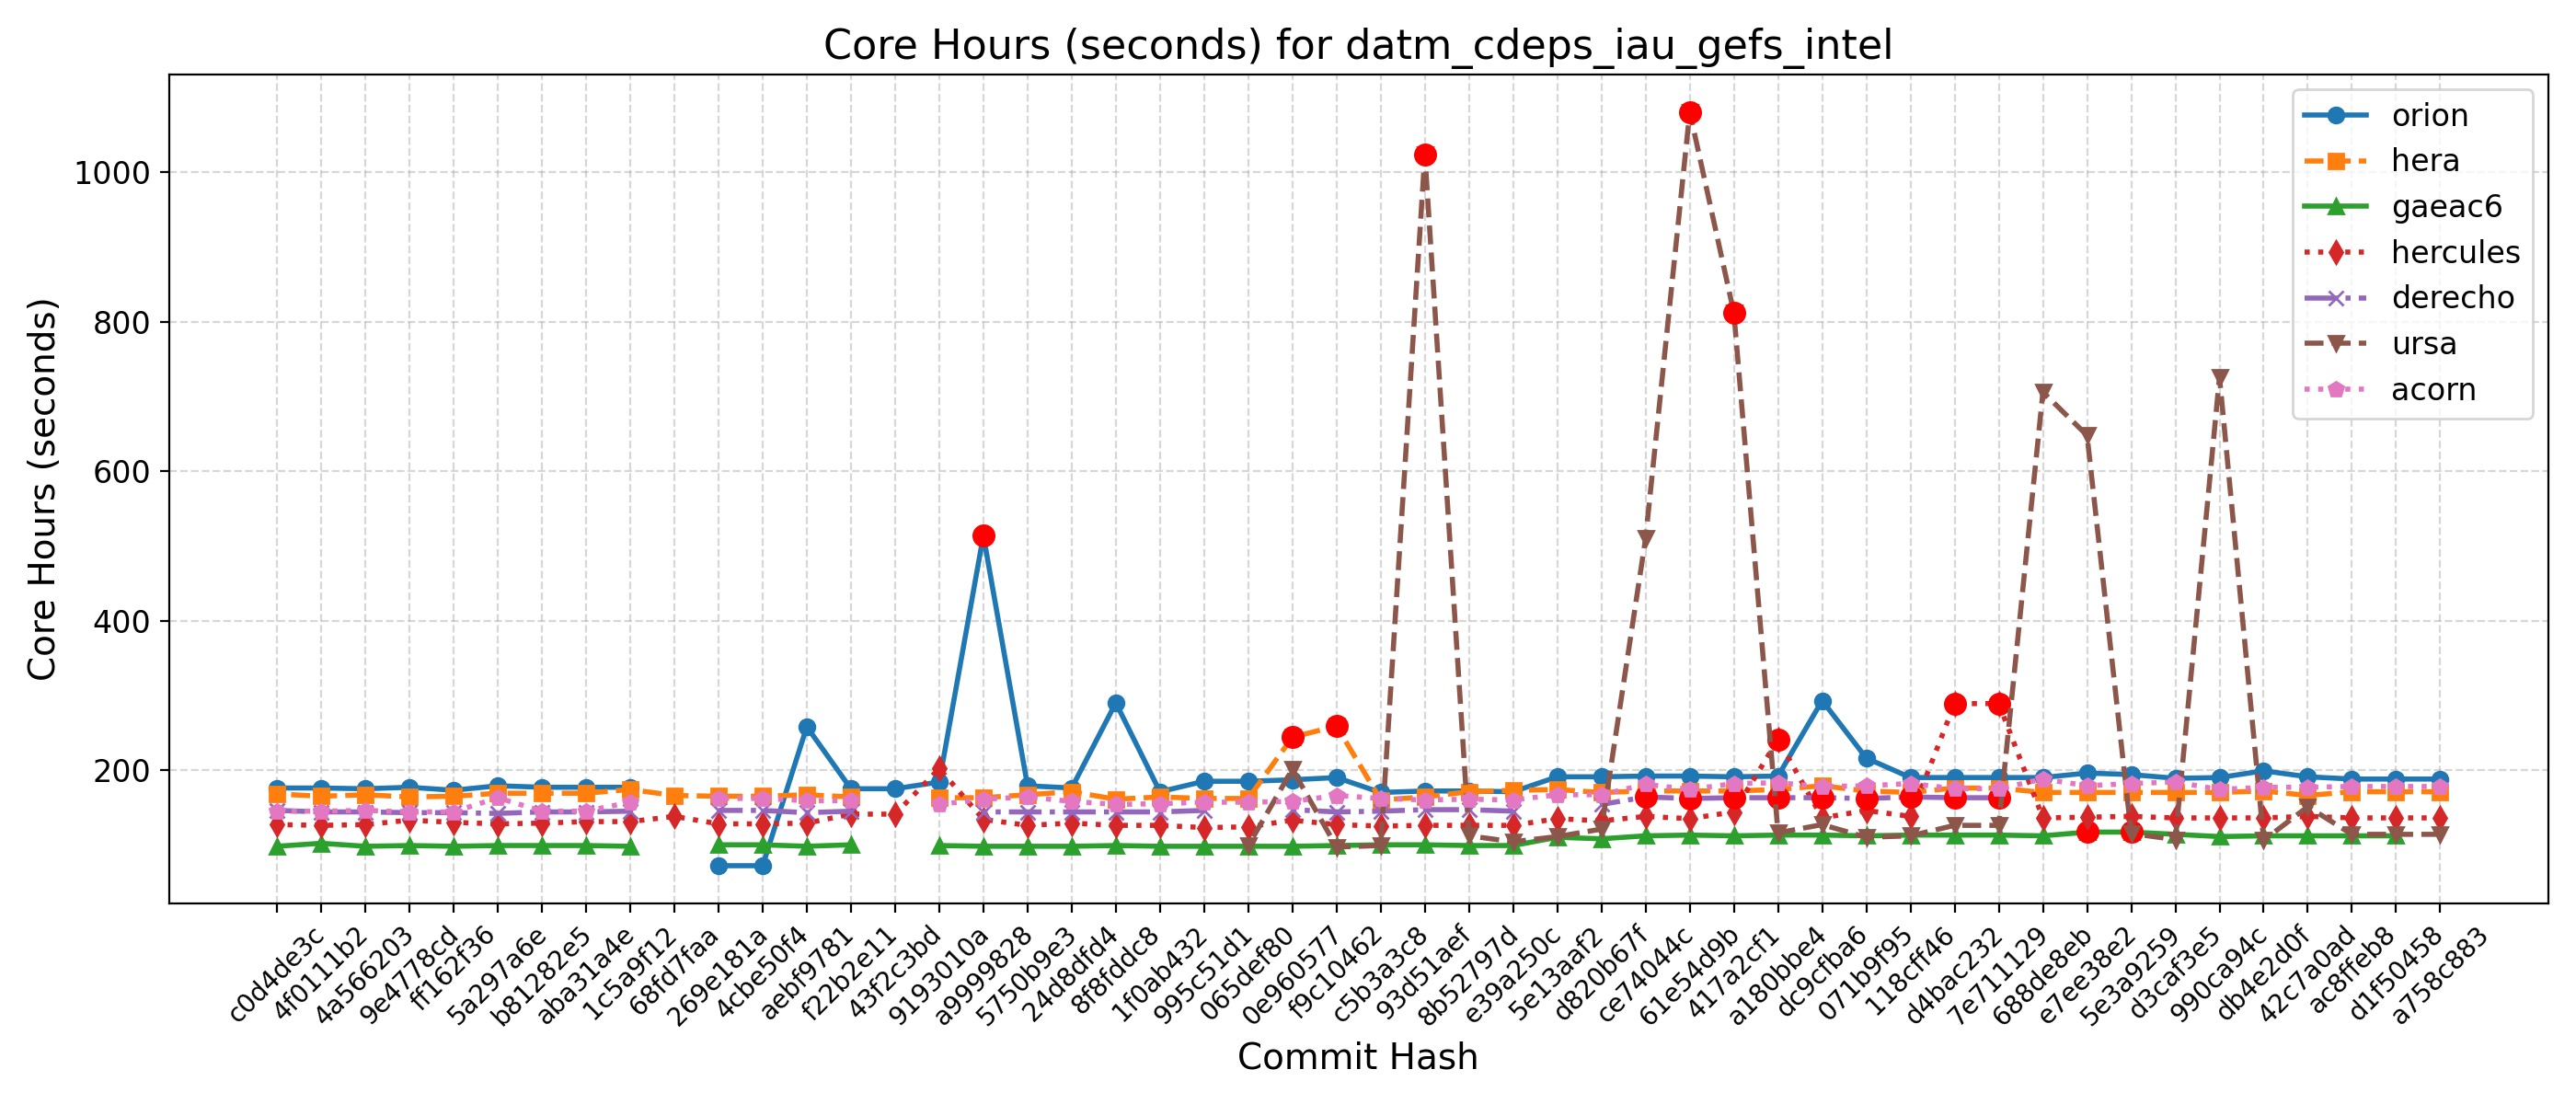 Core Hours (seconds) for datm_cdeps_iau_gefs_intel
Core Hours (seconds)
1000
800
600
400
200
orion
hera
gaeac6
hercules
derecho
ursa
acorn
c0d4de3c
4f0111b2
4a566203
9e4778cd
ff162f36
5a297a6e
b81282e5
aba31a4e
1c5a9f12
68fd7faa
269e181a
4cbe50f4
aebf9781
f22b2e11
43f2c3bd
9193010a
a9999828
5750b9e3
24d8dfd4
8f8fddc8
1f0ab432
995c51d1
065def80
0e960577
f9c10462
c5b3a3c8
93d51aef
8b52797d
e39a250c
5e13aaf2
d820b67f
ce74044c
61e54d9b
417a2cf1
a180bbe4
dc9cfba6
071b9f95
118cff46
d4bac232
7e711129
688de8eb
e7ee38e2
5e3a9259
d3caf3e5
990ca94c
db4e2d0f
42c7a0ad
ac8ffeb8
d1f50458
a758c883
Commit Hash